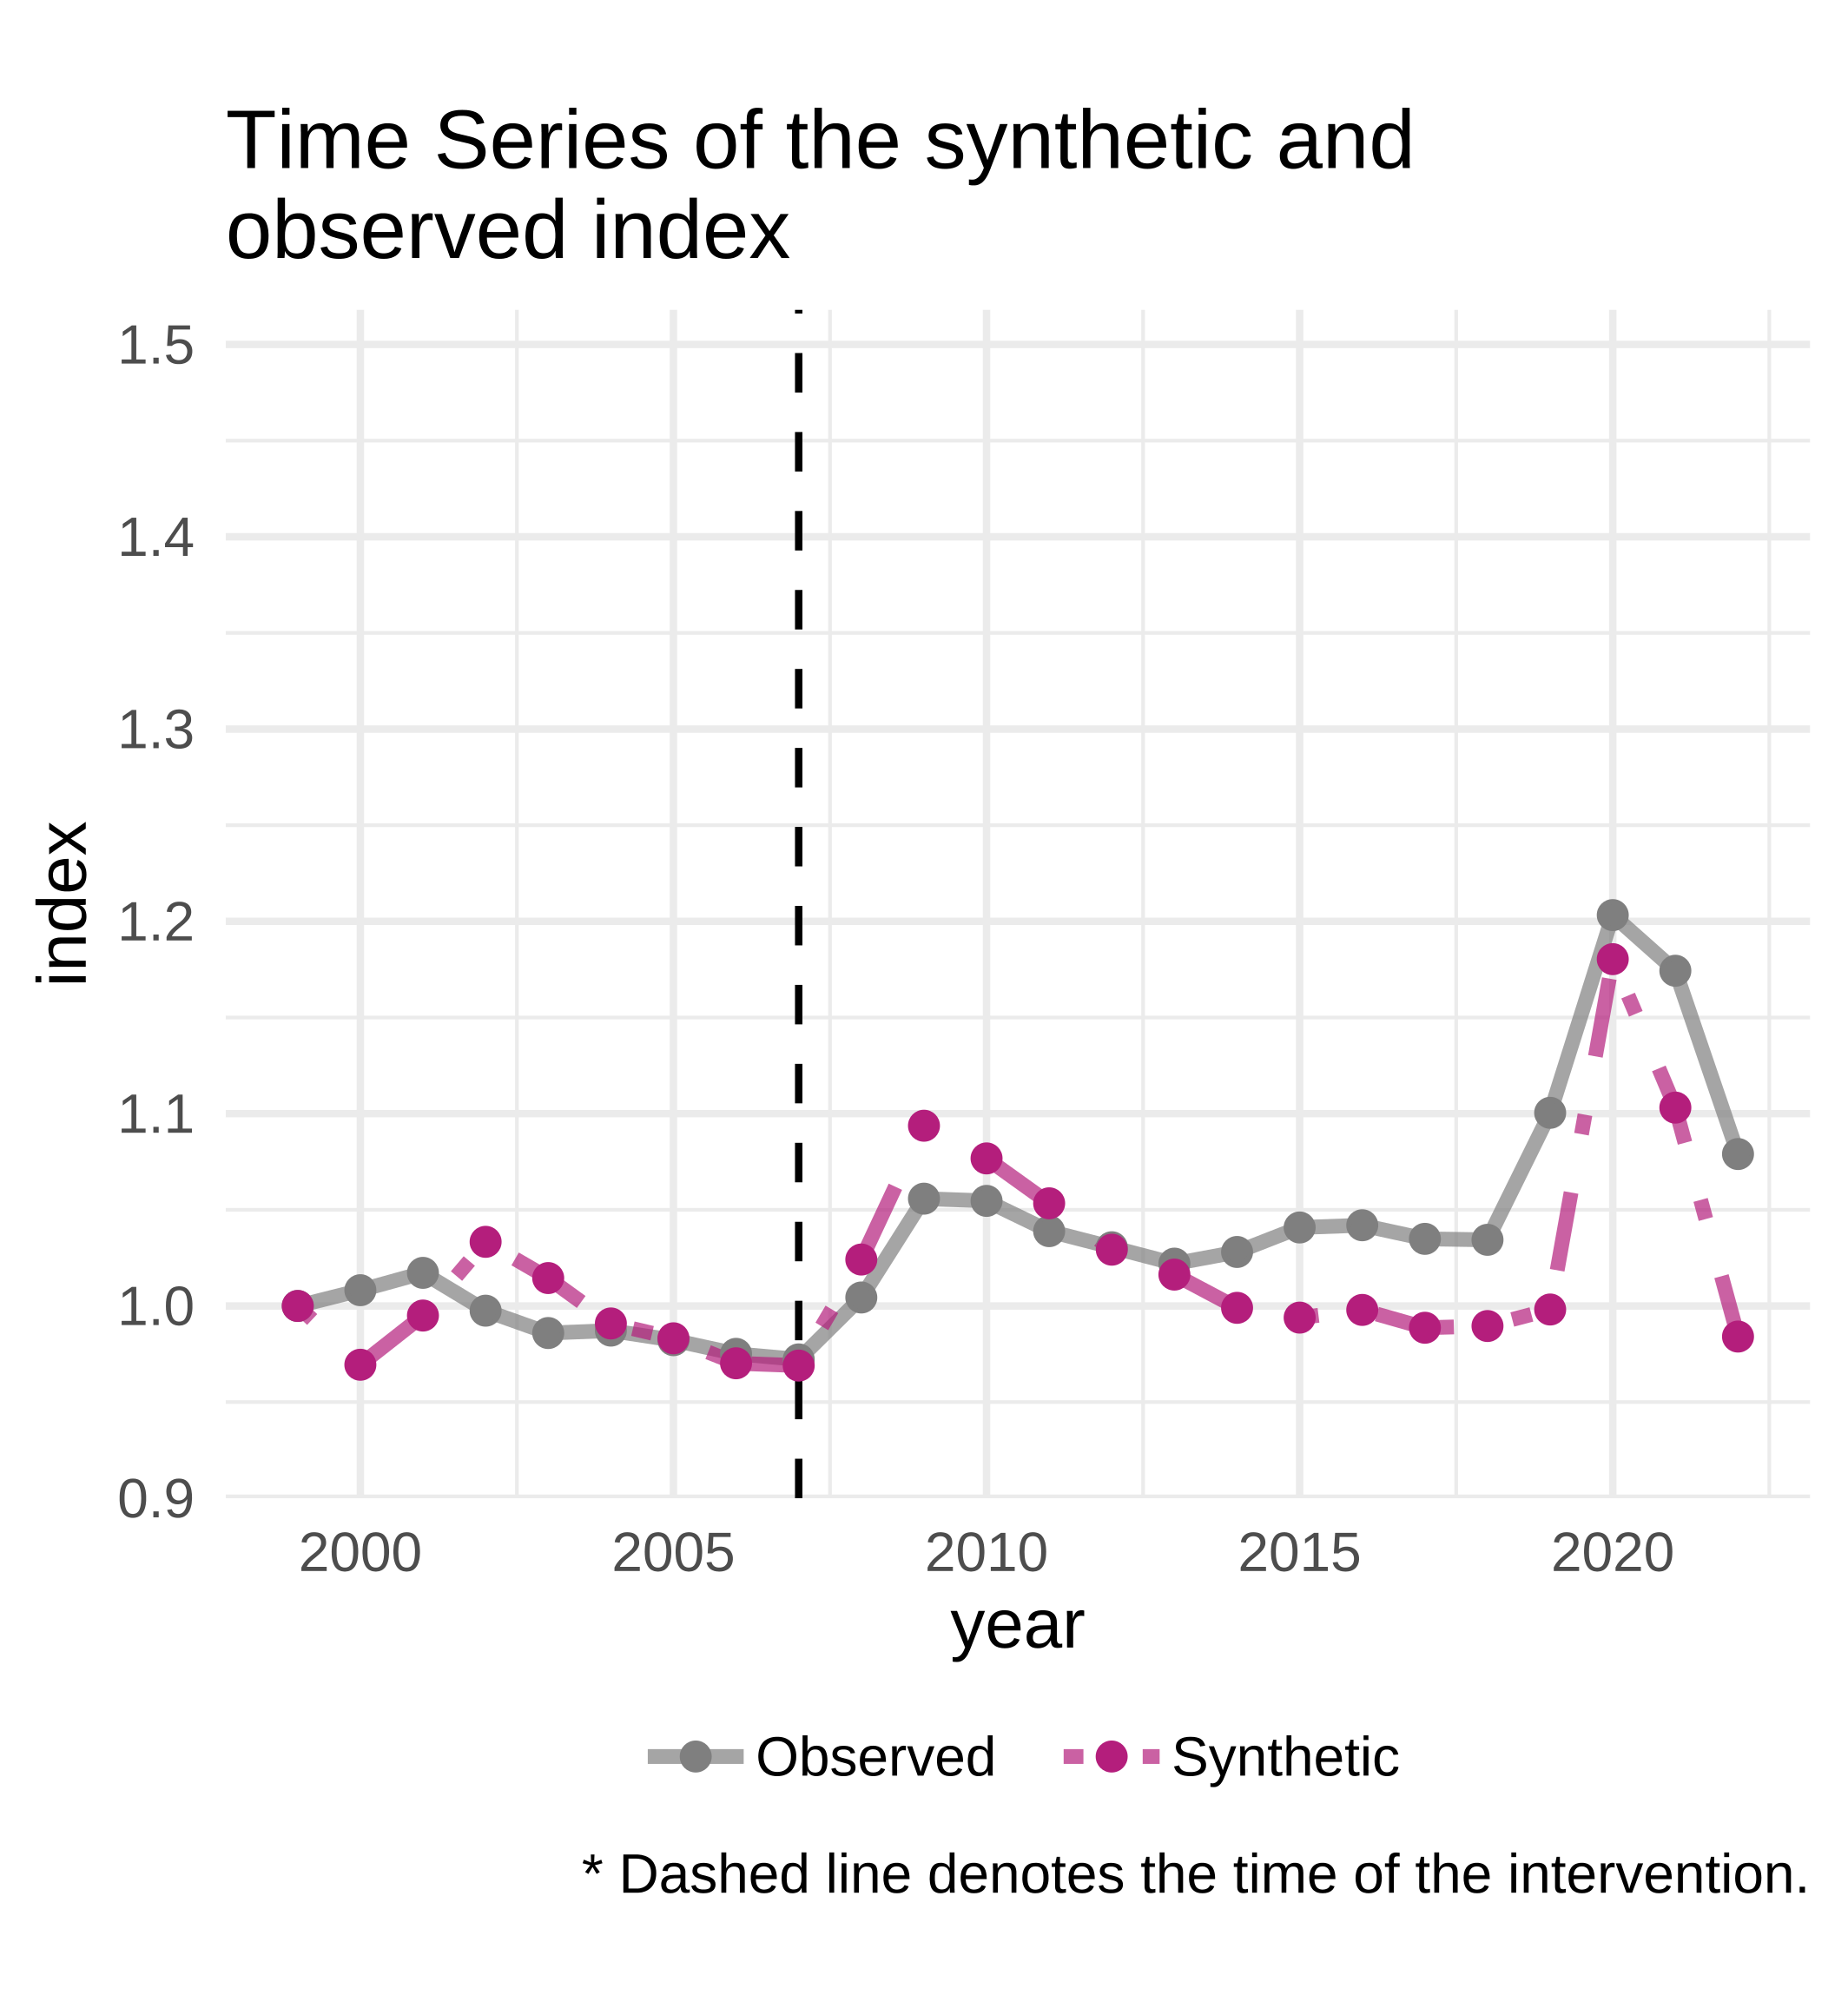 Time Series of the synthetic and
observed index
1.5
1.4
1.3
1.2
1.1
1.0
0.9
index
2000 2005 2010 2015 2020
year
Observed Synthetic
* Dashed line denotes the time of the intervention.